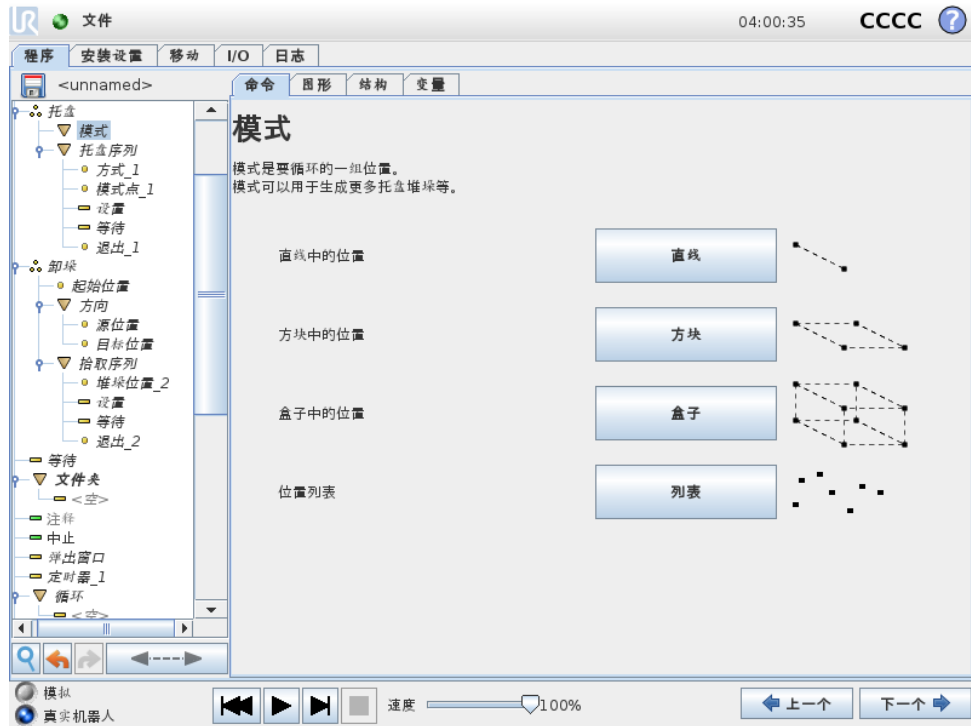 UR 文件 04:00:35 CCCC ?
程序 安装设置 移动 I/O 日志
<unnamed>
命令 图形 结构 变量
托盘
模式
托盘序列
方式_1
模式点_1
设置
等待
退出_1
卸垛
起始位置
方向
源位置
目标位置
拾取序列
堆垛位置_2
设置
等待
退出_2
等待
文件夹
<空>
注释
中止
弹出窗口
定时器_1
循环
<空>
模式
模式是要循环的一组位置。
模式可以用于生成更多托盘堆垛等。
直线中的位置 直线
方块中的位置 方块
盒子中的位置 盒子
位置列表 列表
模拟
真实机器人
速度 100%
上一个 下一个